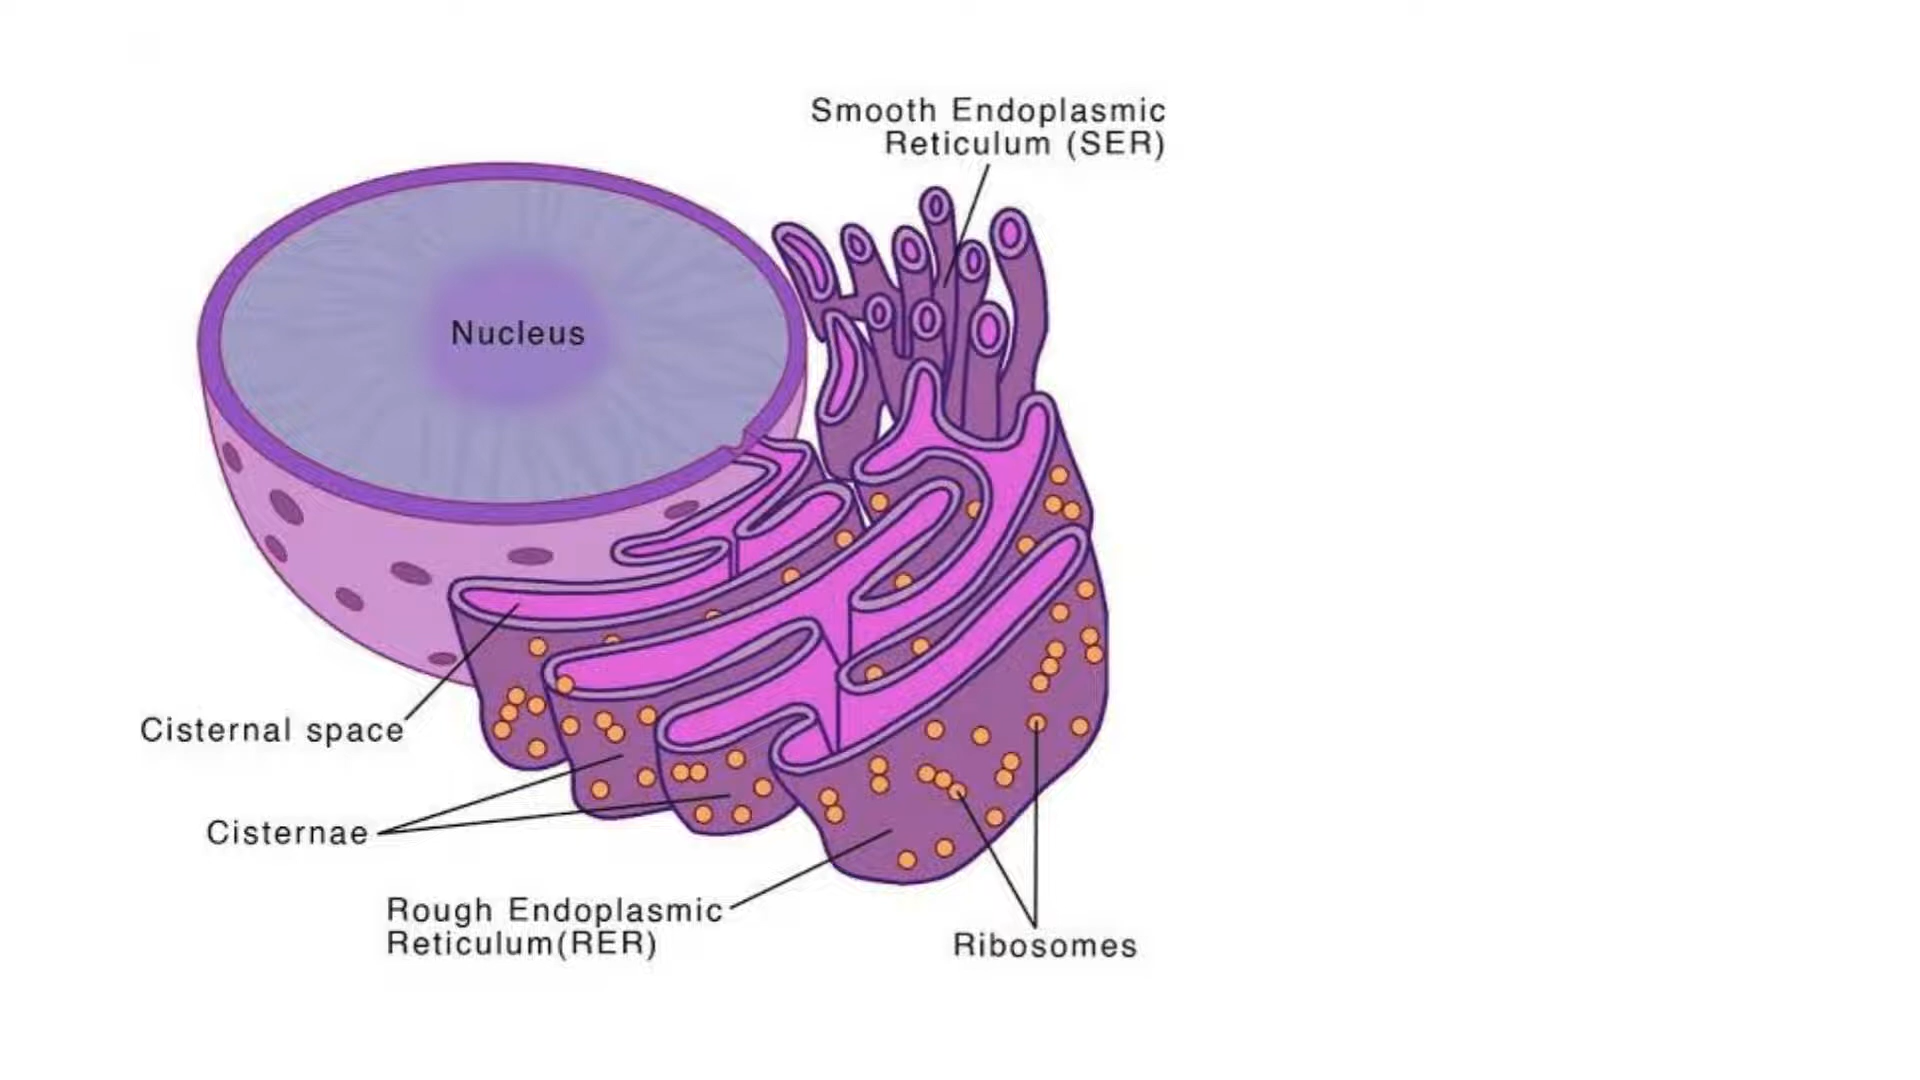 Smooth Endoplasmic
Reticulum (SER)
Nucleus
Cisternal space
Cisternae
Rough Endoplasmic
Reticulum(RER)
Ribosomes